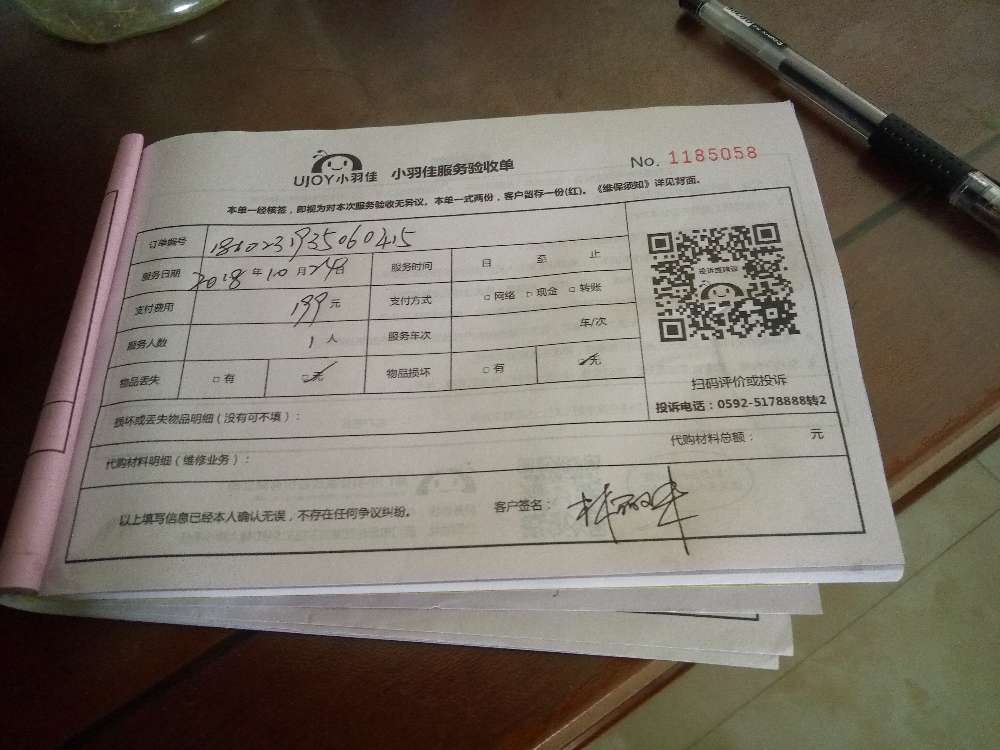 UJOY小羽佳 小羽佳服务验收单 No. 1185058
本单一经核签，即视为对本次服务验收无异议。本单一式两份，客户留存一份(红)。《维保须知》详见背面。
订单编号 1810231935060415
服务日期 2018年10月24日 服务时间 日 至 止
支付费用 199元 支付方式 □网络 □现金 □转账
服务人数 1人 服务车次 车/次
物品丢失 □有 □无 物品损坏 □有 □无
投诉或建议
扫码评价或投诉
投诉电话：0592-5178888转2
损坏或丢失物品明细（没有可不填）：
代购材料明细（维修业务）： 代购材料总额： 元
以上填写信息已经本人确认无误，不存在任何争议纠纷。 客户签名：